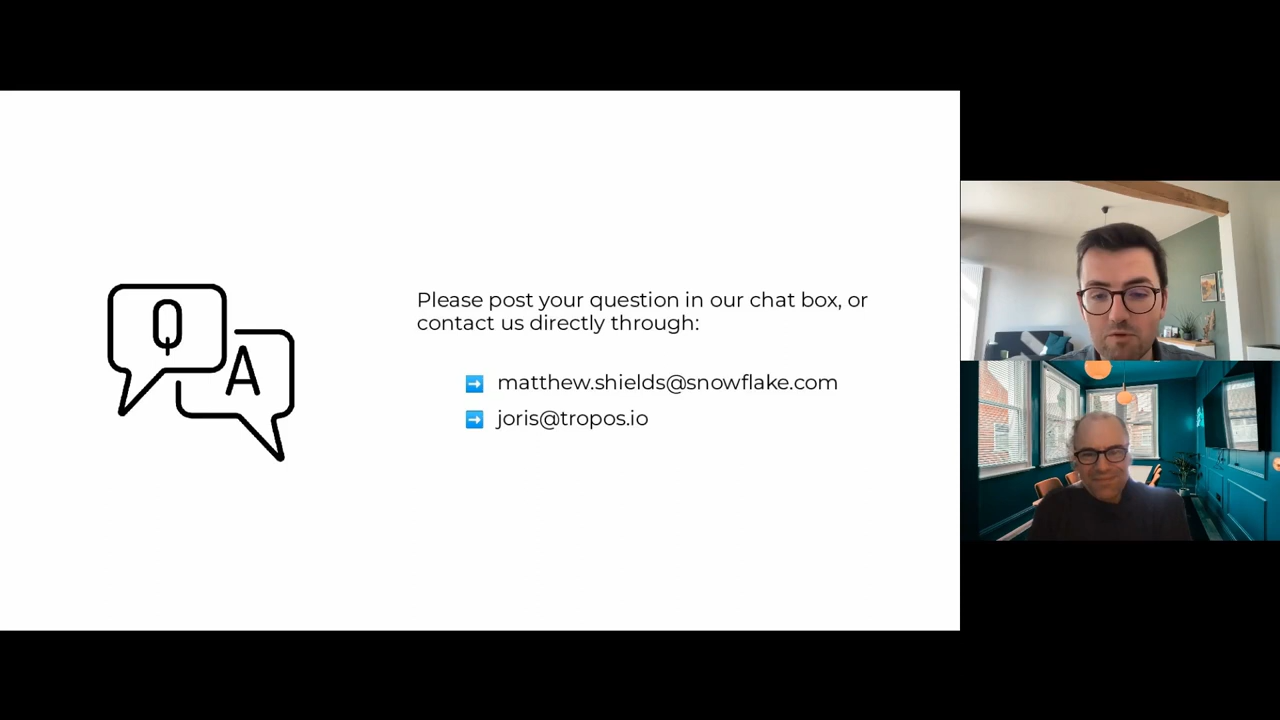 Q
A
Please post your question in our chat box, or
contact us directly through:
matthew.shields@snowflake.com
joris@tropos.io